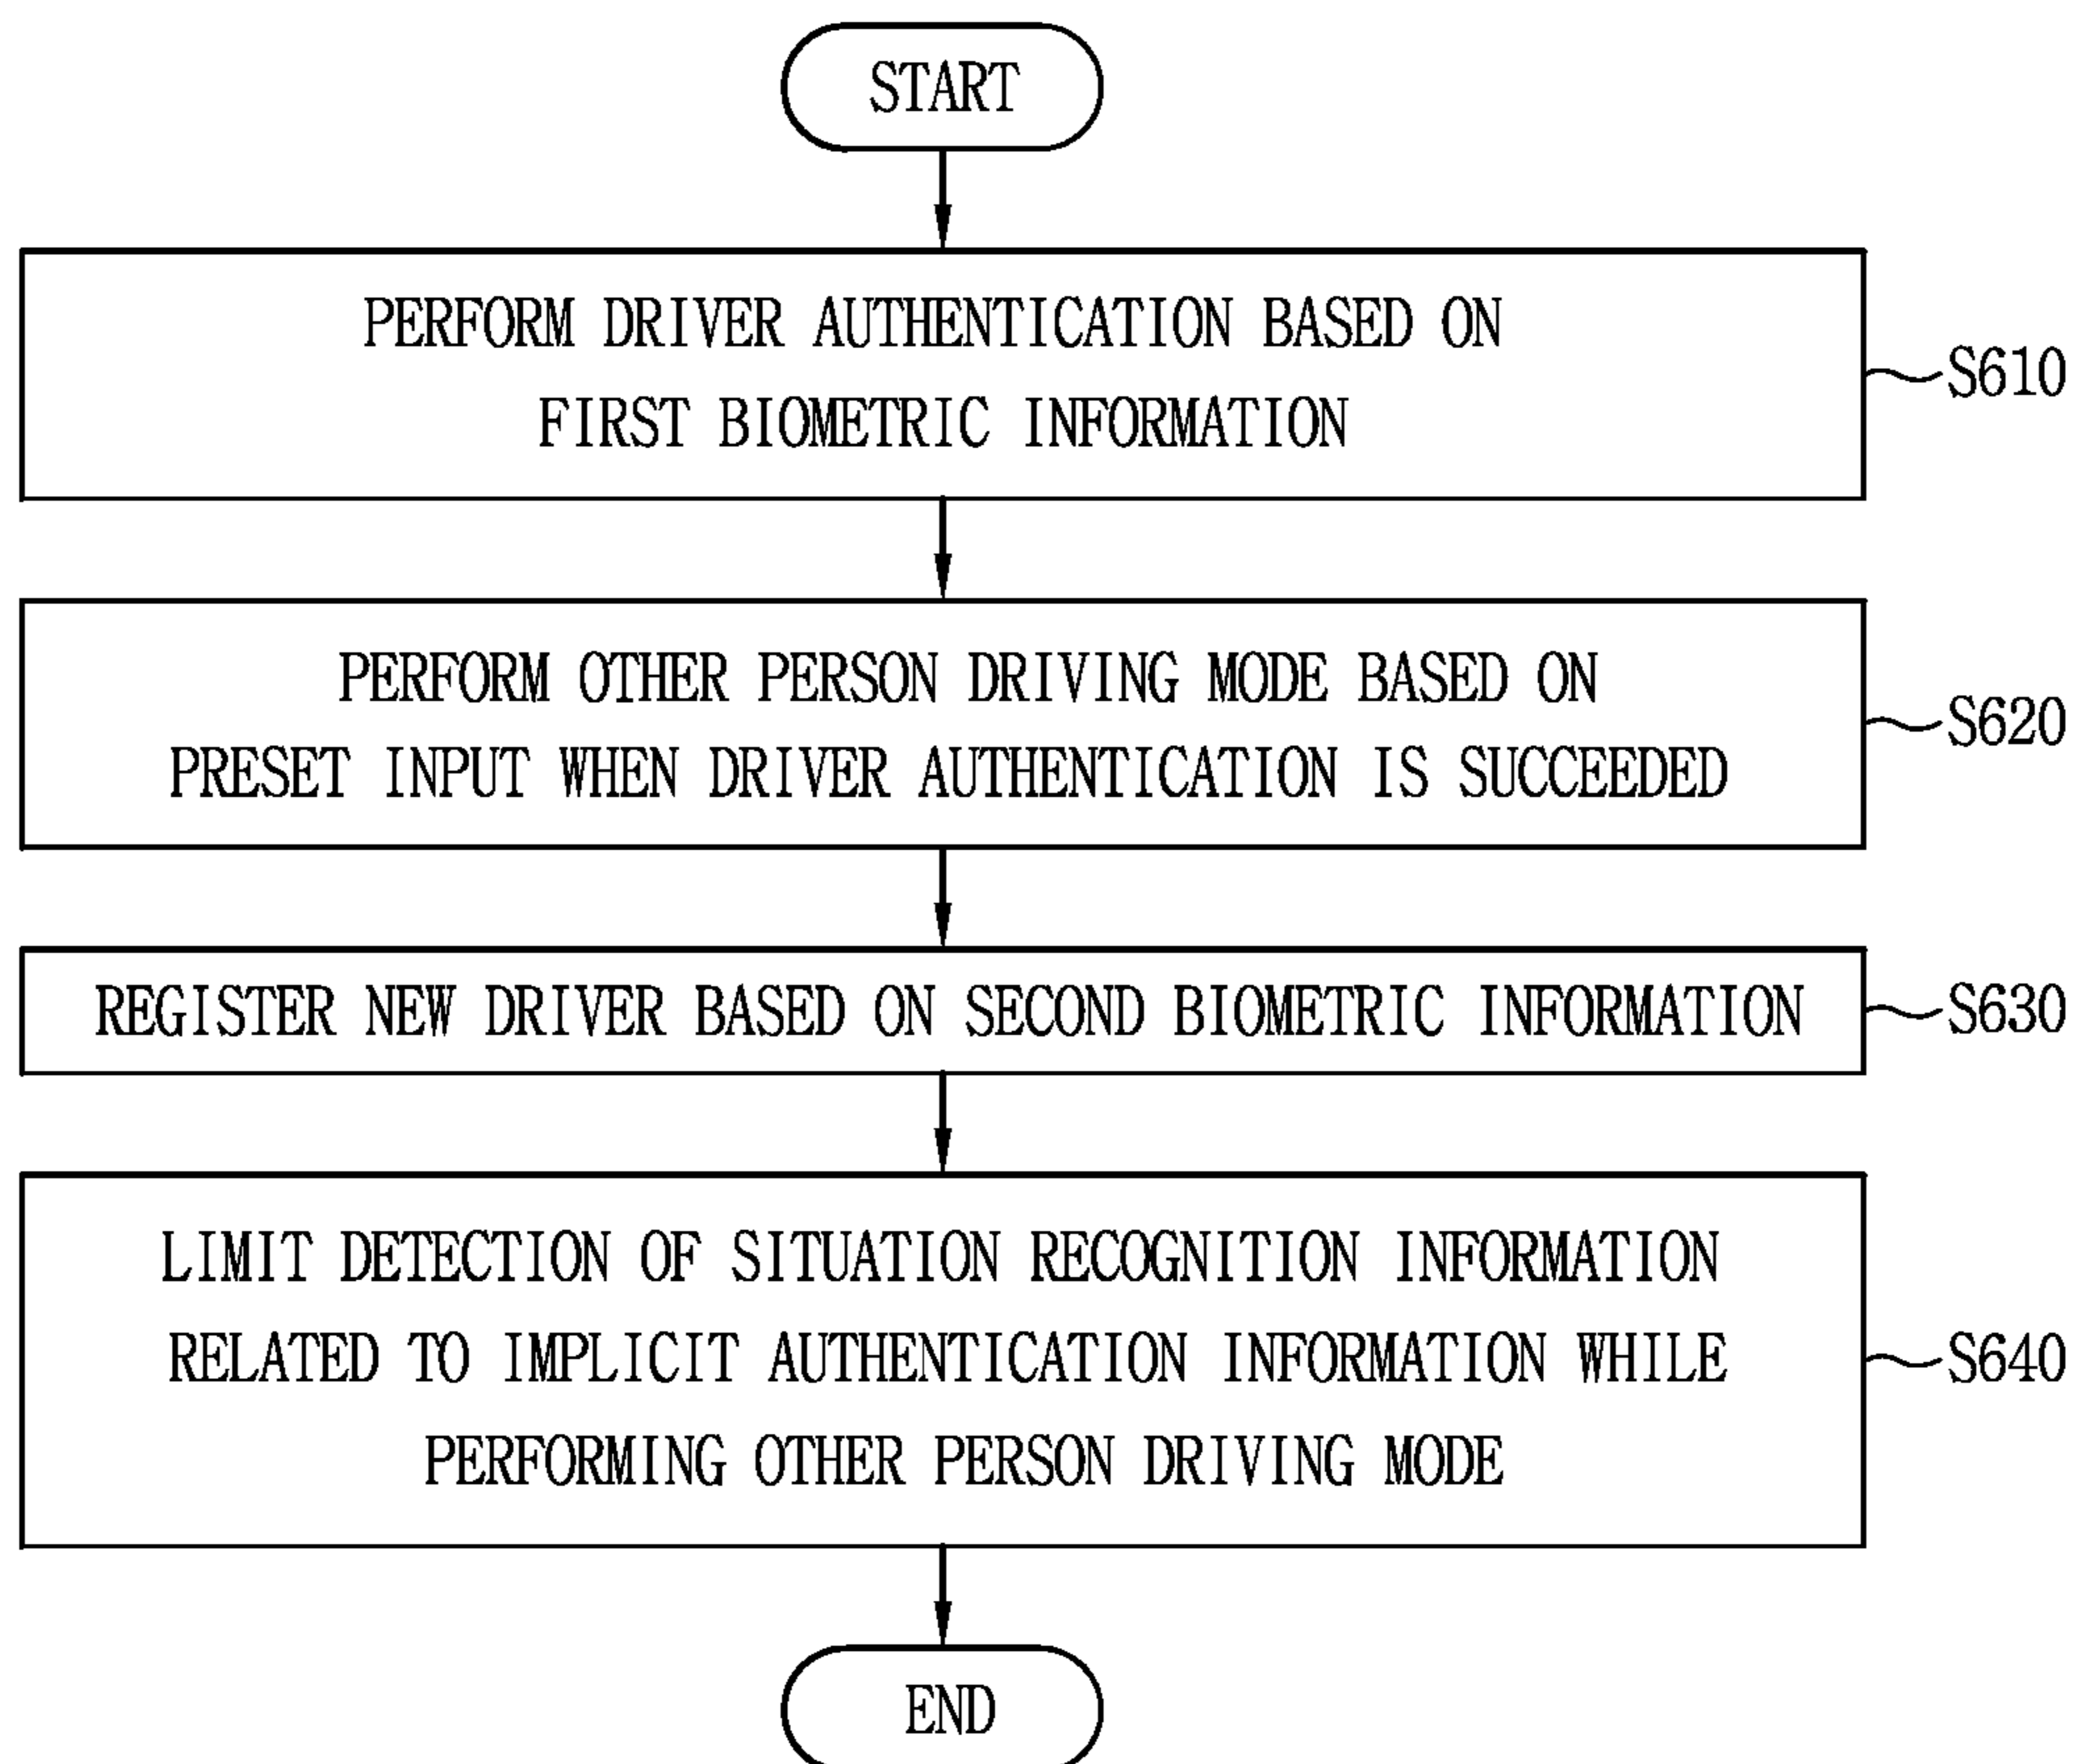 START
PERFORM DRIVER AUTHENTICATION BASED ON
FIRST BIOMETRIC INFORMATION
S610
PERFORM OTHER PERSON DRIVING MODE BASED ON
PRESET INPUT WHEN DRIVER AUTHENTICATION IS SUCCEEDED
S620
REGISTER NEW DRIVER BASED ON SECOND BIOMETRIC INFORMATION
S630
LIMIT DETECTION OF SITUATION RECOGNITION INFORMATION
RELATED TO IMPLICIT AUTHENTICATION INFORMATION WHILE
PERFORMING OTHER PERSON DRIVING MODE
S640
END